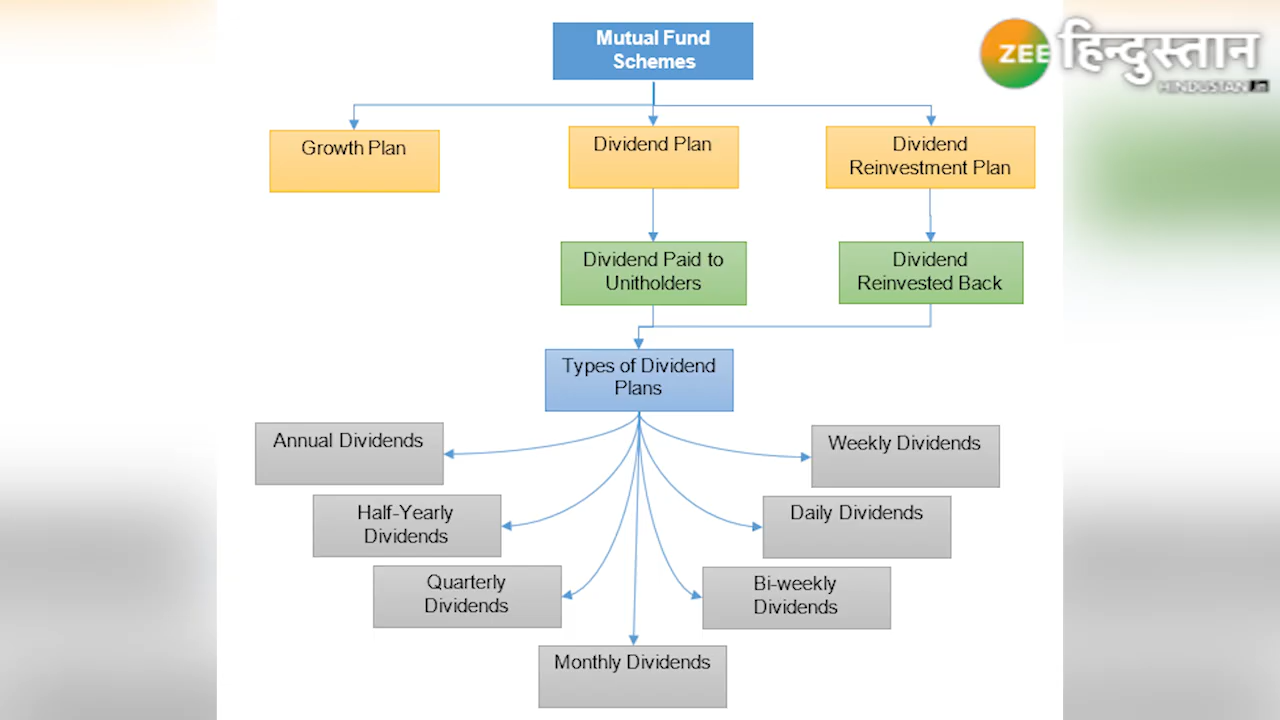 Mutual Fund
Schemes
ZEE हिन्दुस्तान
HINDUSTAN.in
Growth Plan
Dividend Plan
Dividend
Reinvestment Plan
Dividend Paid to
Unitholders
Dividend
Reinvested Back
Types of Dividend
Plans
Annual Dividends
Weekly Dividends
Half-Yearly
Dividends
Daily Dividends
Quarterly
Dividends
Bi-weekly
Dividends
Monthly Dividends